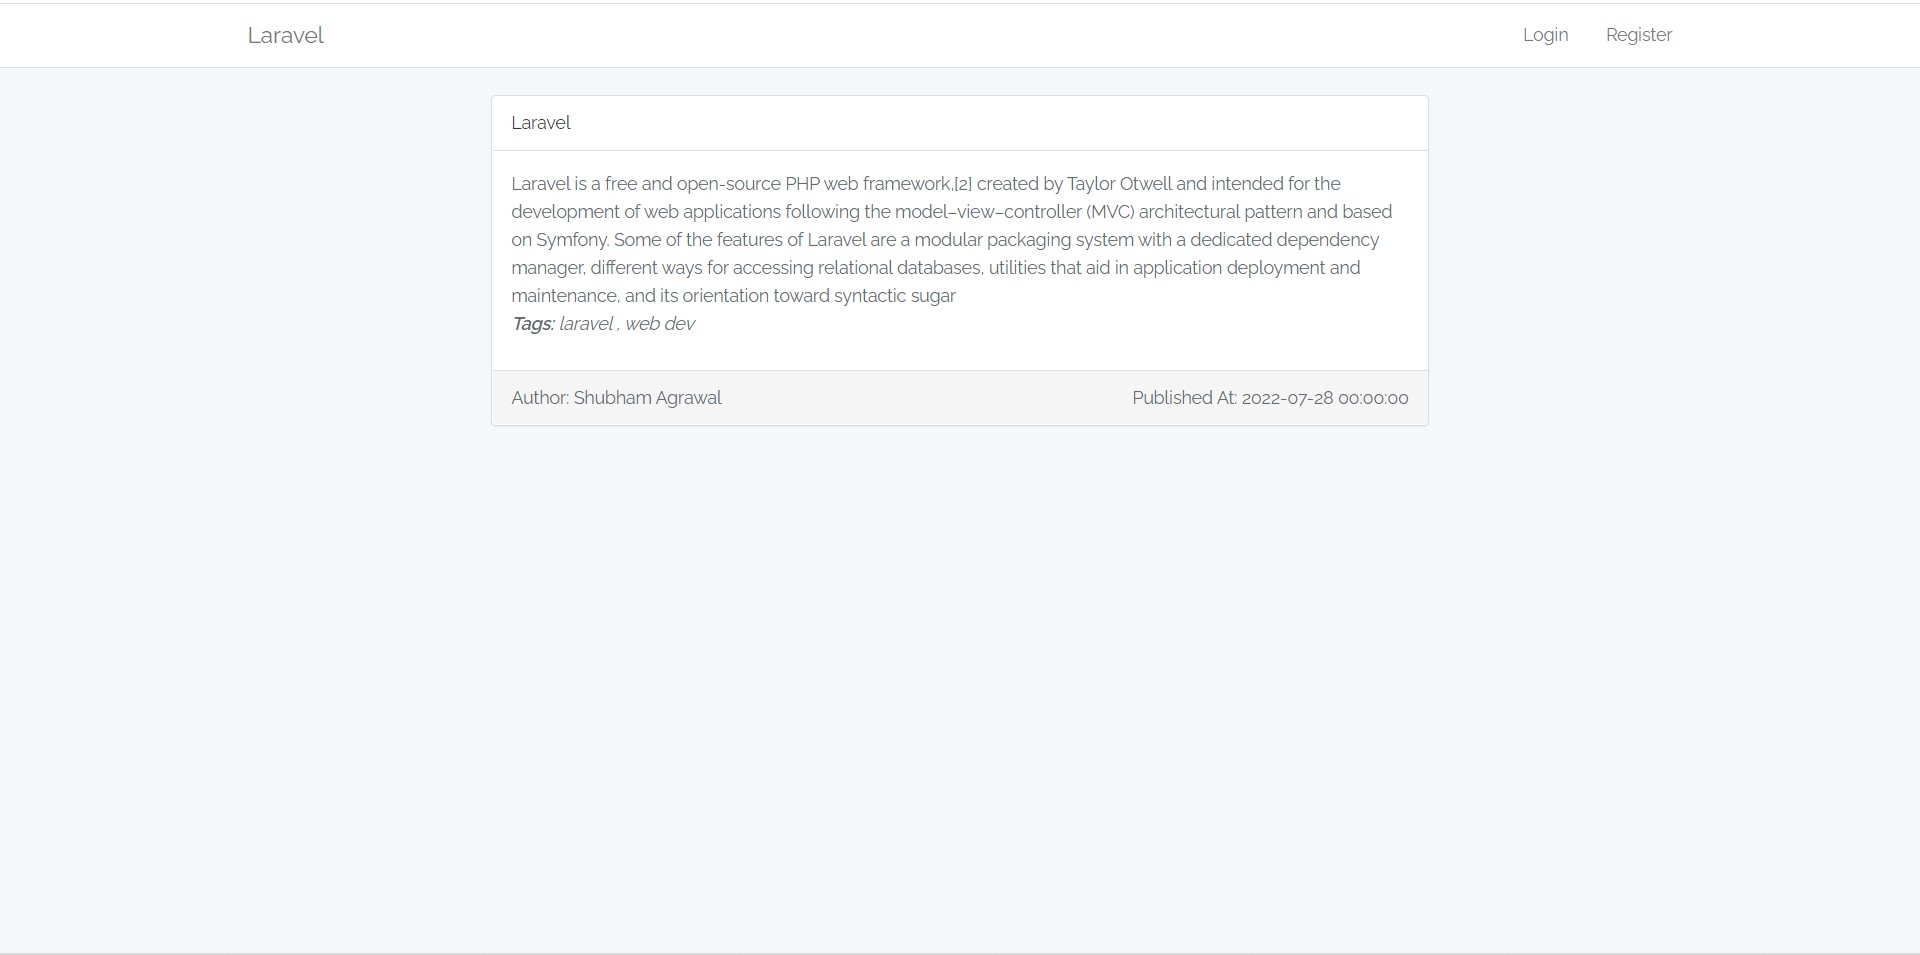 Laravel
Login
Register
Laravel
Laravel is a free and open-source PHP web framework,[2] created by Taylor Otwell and intended for the
development of web applications following the model–view–controller (MVC) architectural pattern and based
on Symfony. Some of the features of Laravel are a modular packaging system with a dedicated dependency
manager, different ways for accessing relational databases, utilities that aid in application deployment and
maintenance, and its orientation toward syntactic sugar
Tags: laravel , web dev
Author: Shubham Agrawal
Published At: 2022-07-28 00:00:00